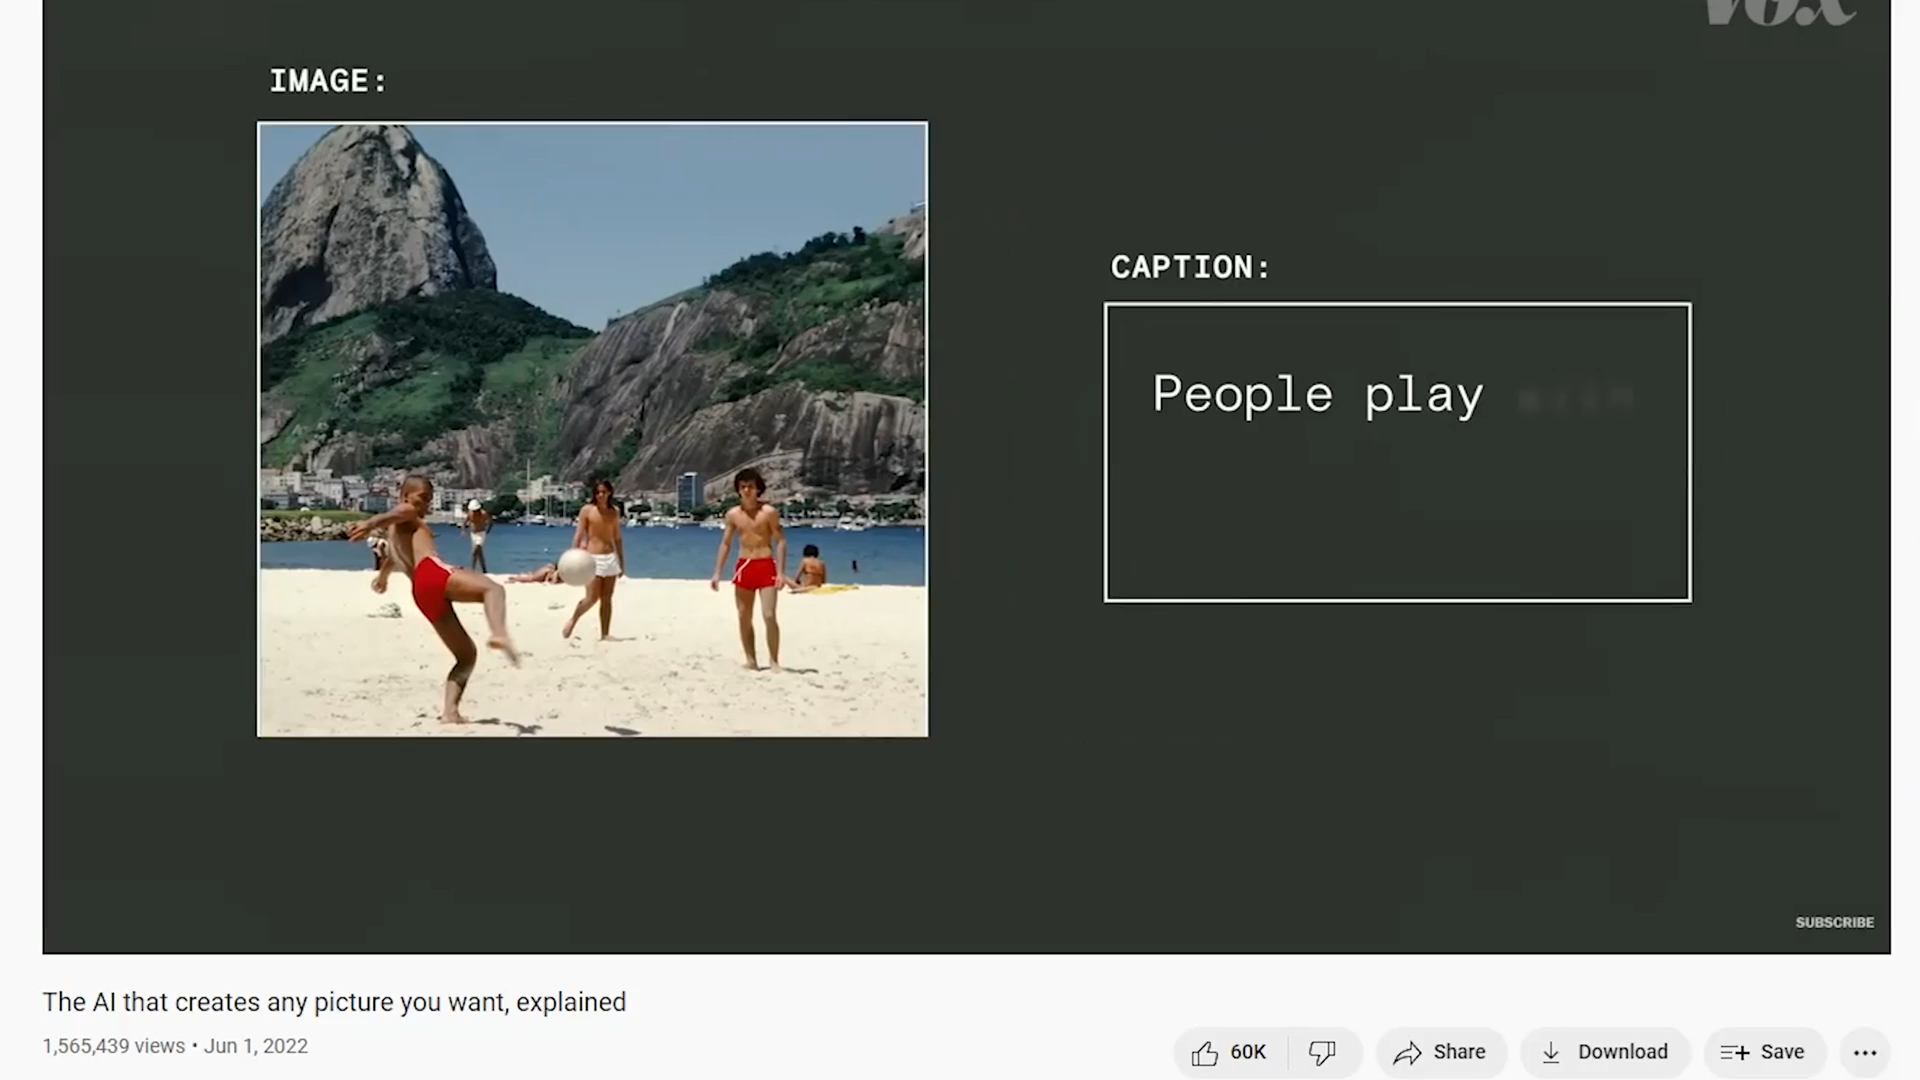 Vox
IMAGE:
CAPTION:
People play
SUBSCRIBE
The AI that creates any picture you want, explained
1,565,439 views • Jun 1, 2022
60K
Share
Download
Save